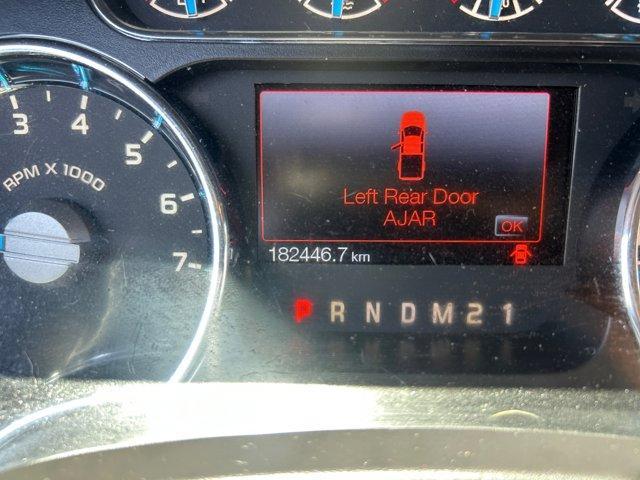 3
4
5
6
7
RPM X 1000
Left Rear Door
AJAR
OK
182446.7 km
P R N D M 2 1